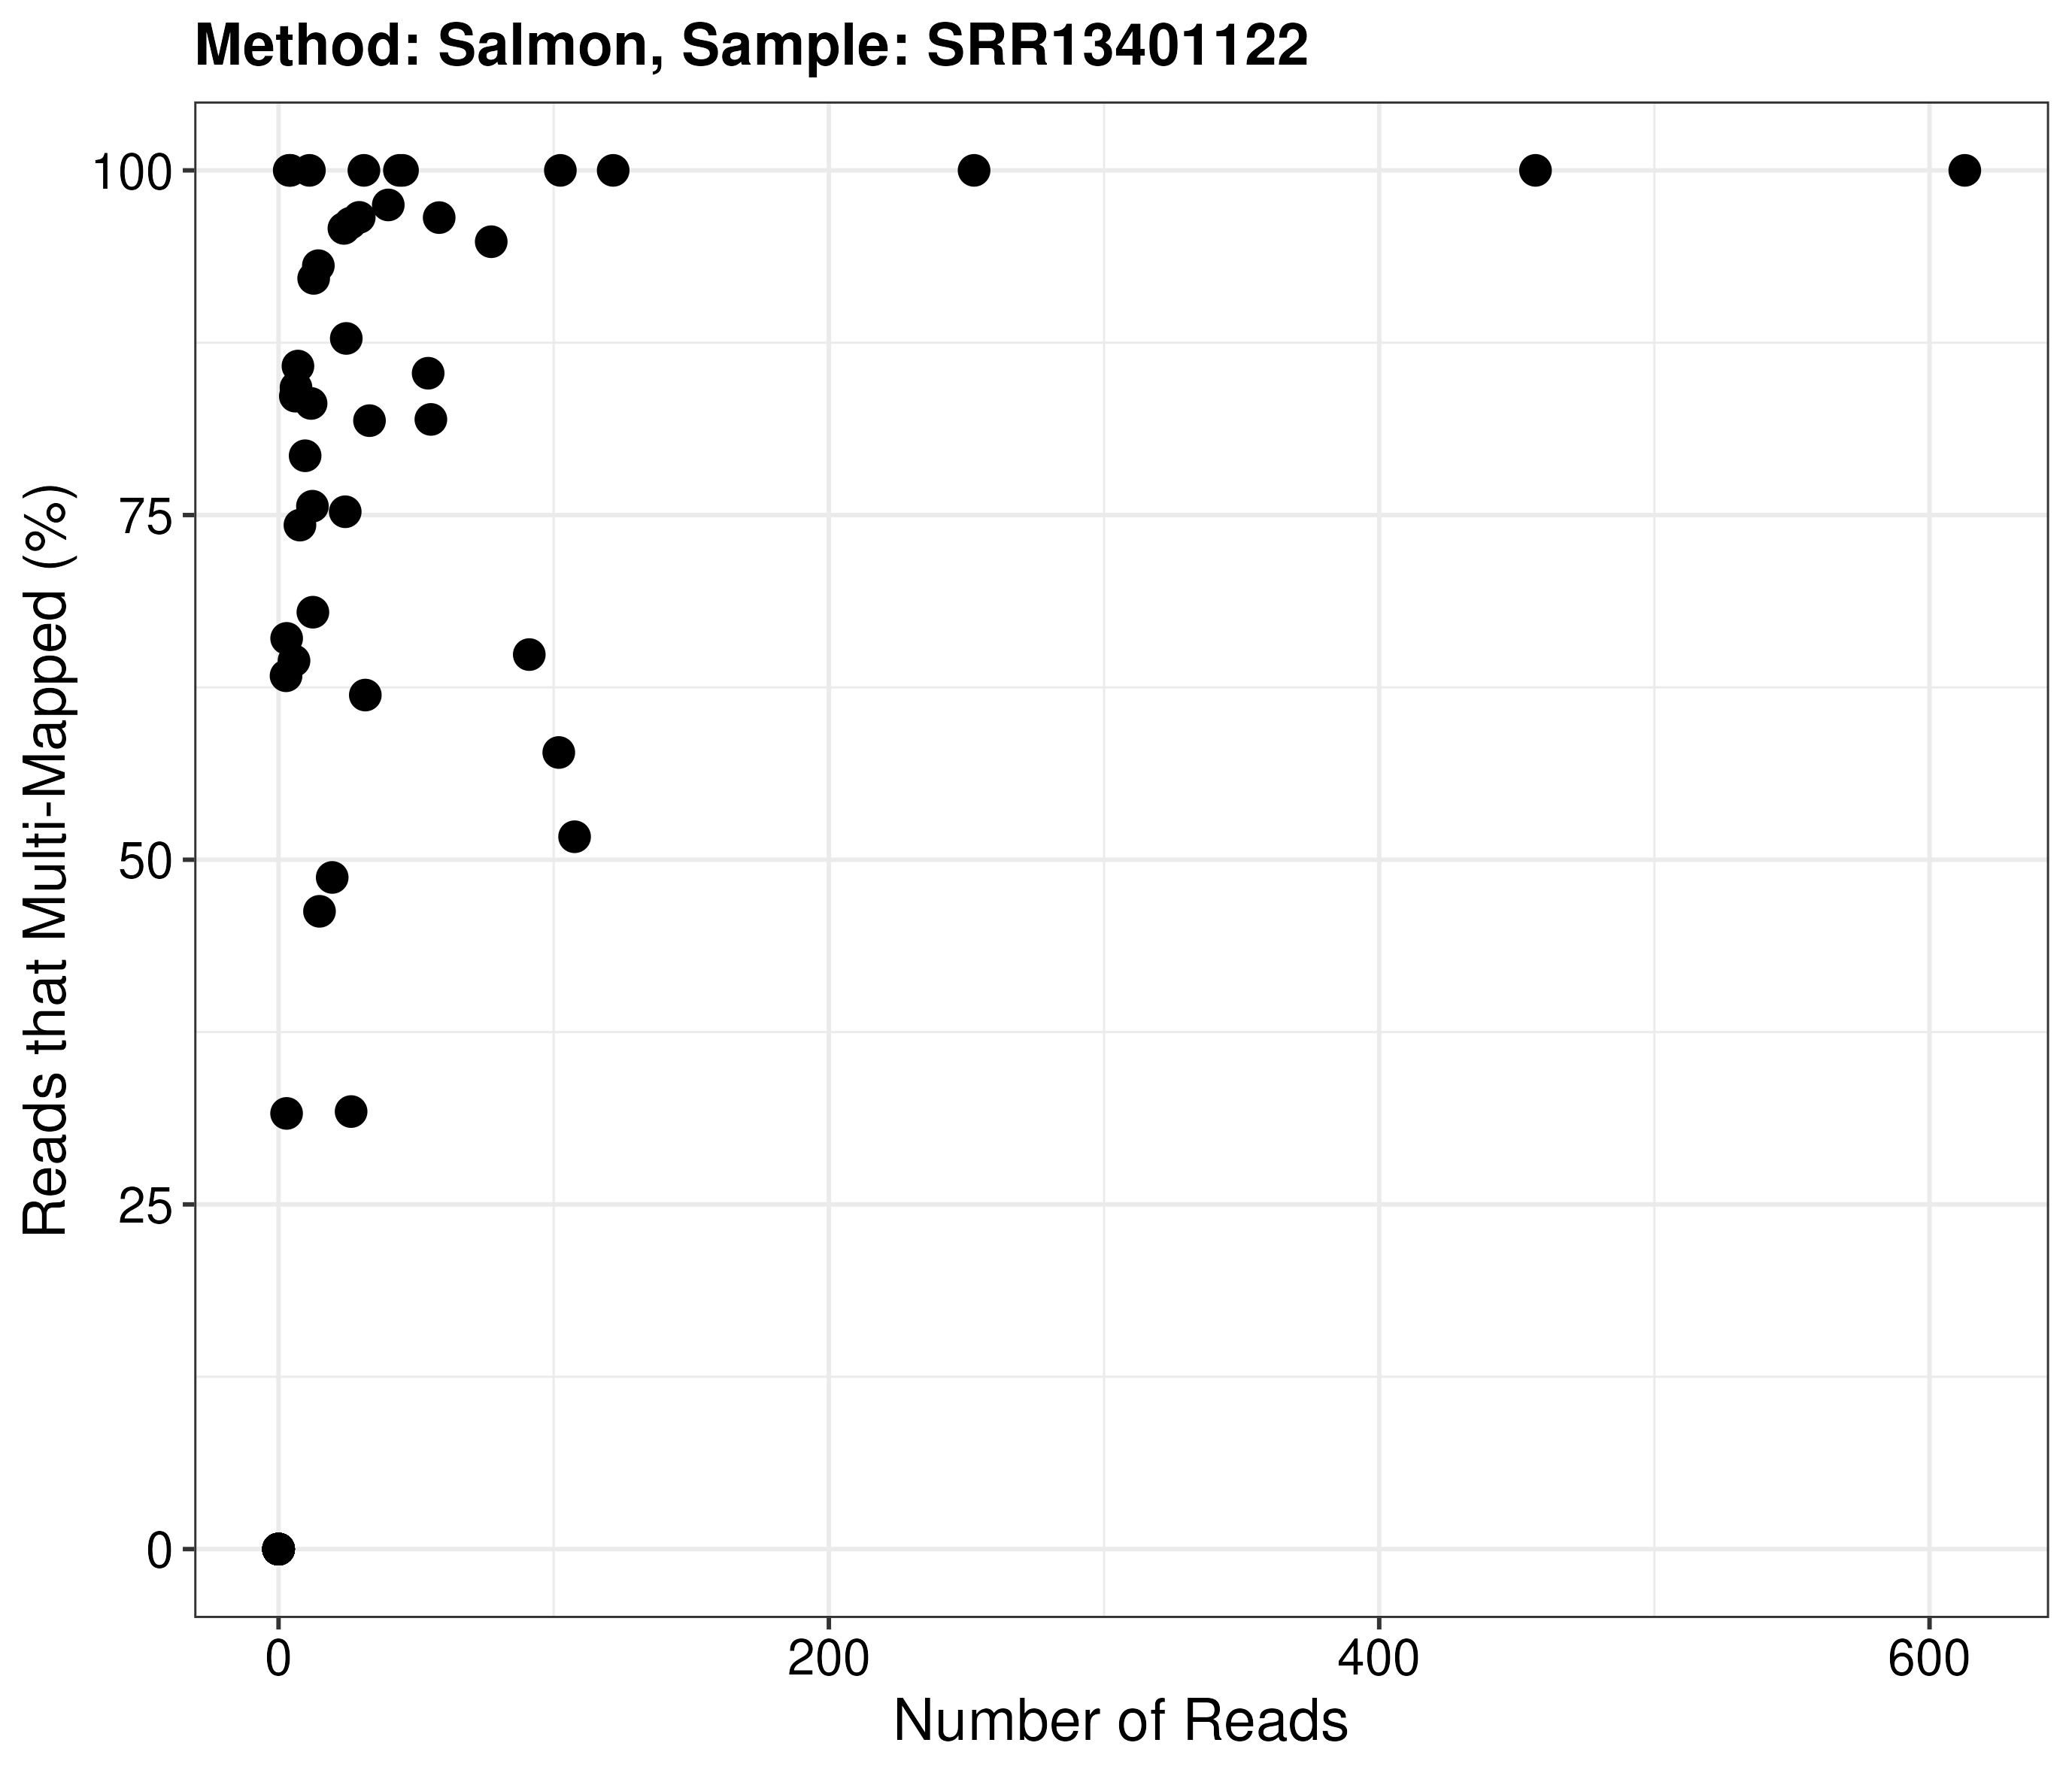 Method: Salmon, Sample: SRR13401122
Reads that Multi-Mapped (%)
100
75
50
25
0
0 200 400 600
Number of Reads